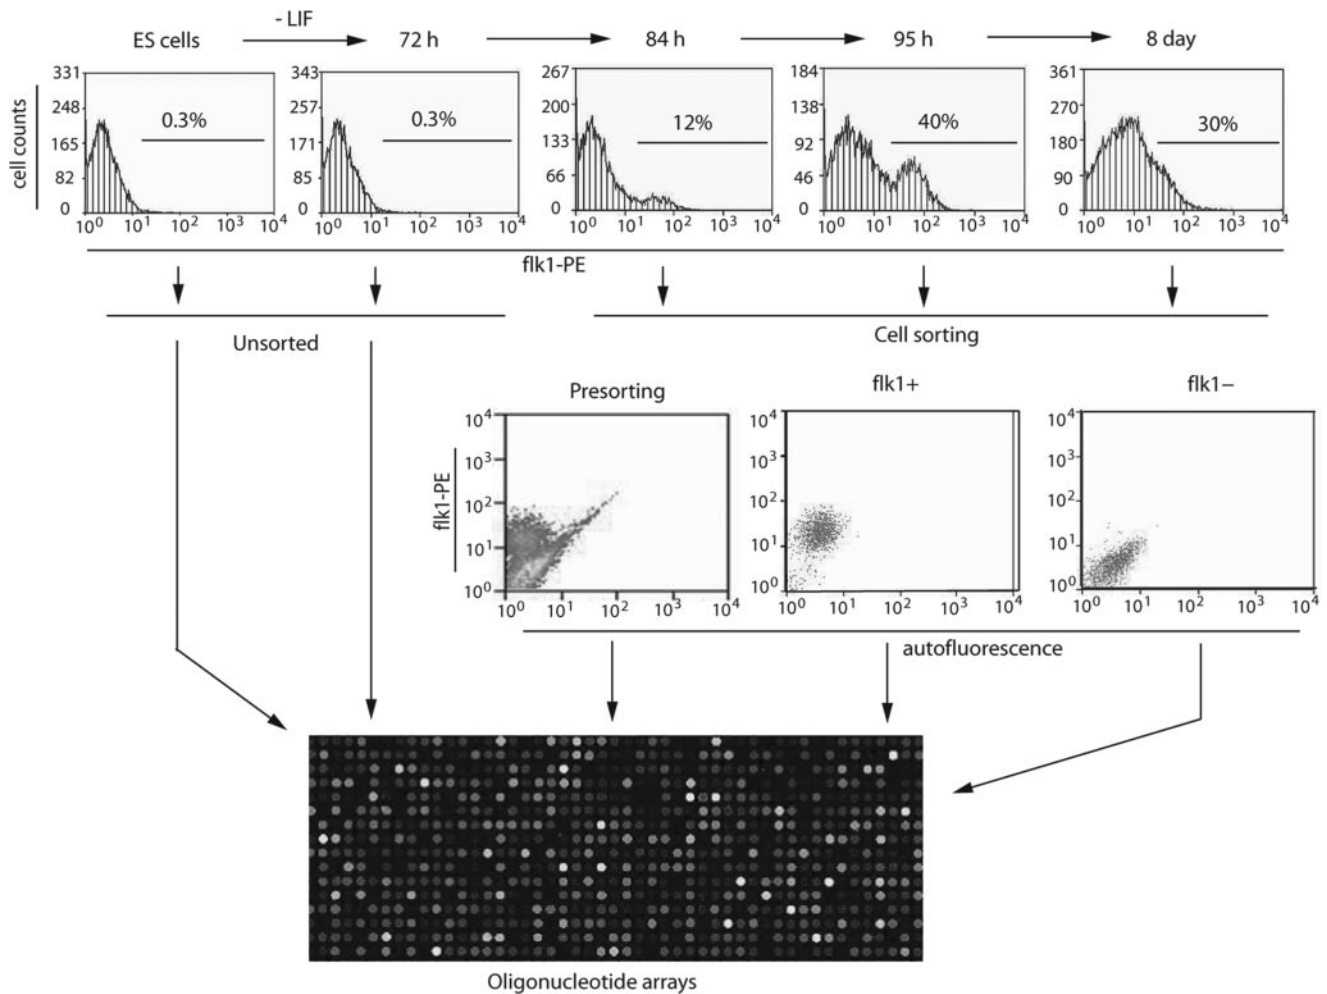 - LIF
ES cells 72 h 84 h 95 h 8 day
331 343 267 184 361
248 257 200 138 270
165 171 133 92 180
82 85 66 46 90
0 0 0 0 0
cell counts
0.3% 0.3% 12% 40% 30%
10⁰ 10¹ 10² 10³ 10⁴ 10⁰ 10¹ 10² 10³ 10⁴ 10⁰ 10¹ 10² 10³ 10⁴ 10⁰ 10¹ 10² 10³ 10⁴ 10⁰ 10¹ 10² 10³ 10⁴
flk1-PE
Unsorted
Cell sorting
Presorting flk1+ flk1−
flk1-PE
10⁴ 10⁴ 10⁴
10³ 10³ 10³
10² 10² 10²
10¹ 10¹ 10¹
10⁰ 10⁰ 10⁰
10⁰ 10¹ 10² 10³ 10⁴ 10⁰ 10¹ 10² 10³ 10⁴ 10⁰ 10¹ 10² 10³ 10⁴
autofluorescence
Oligonucleotide arrays